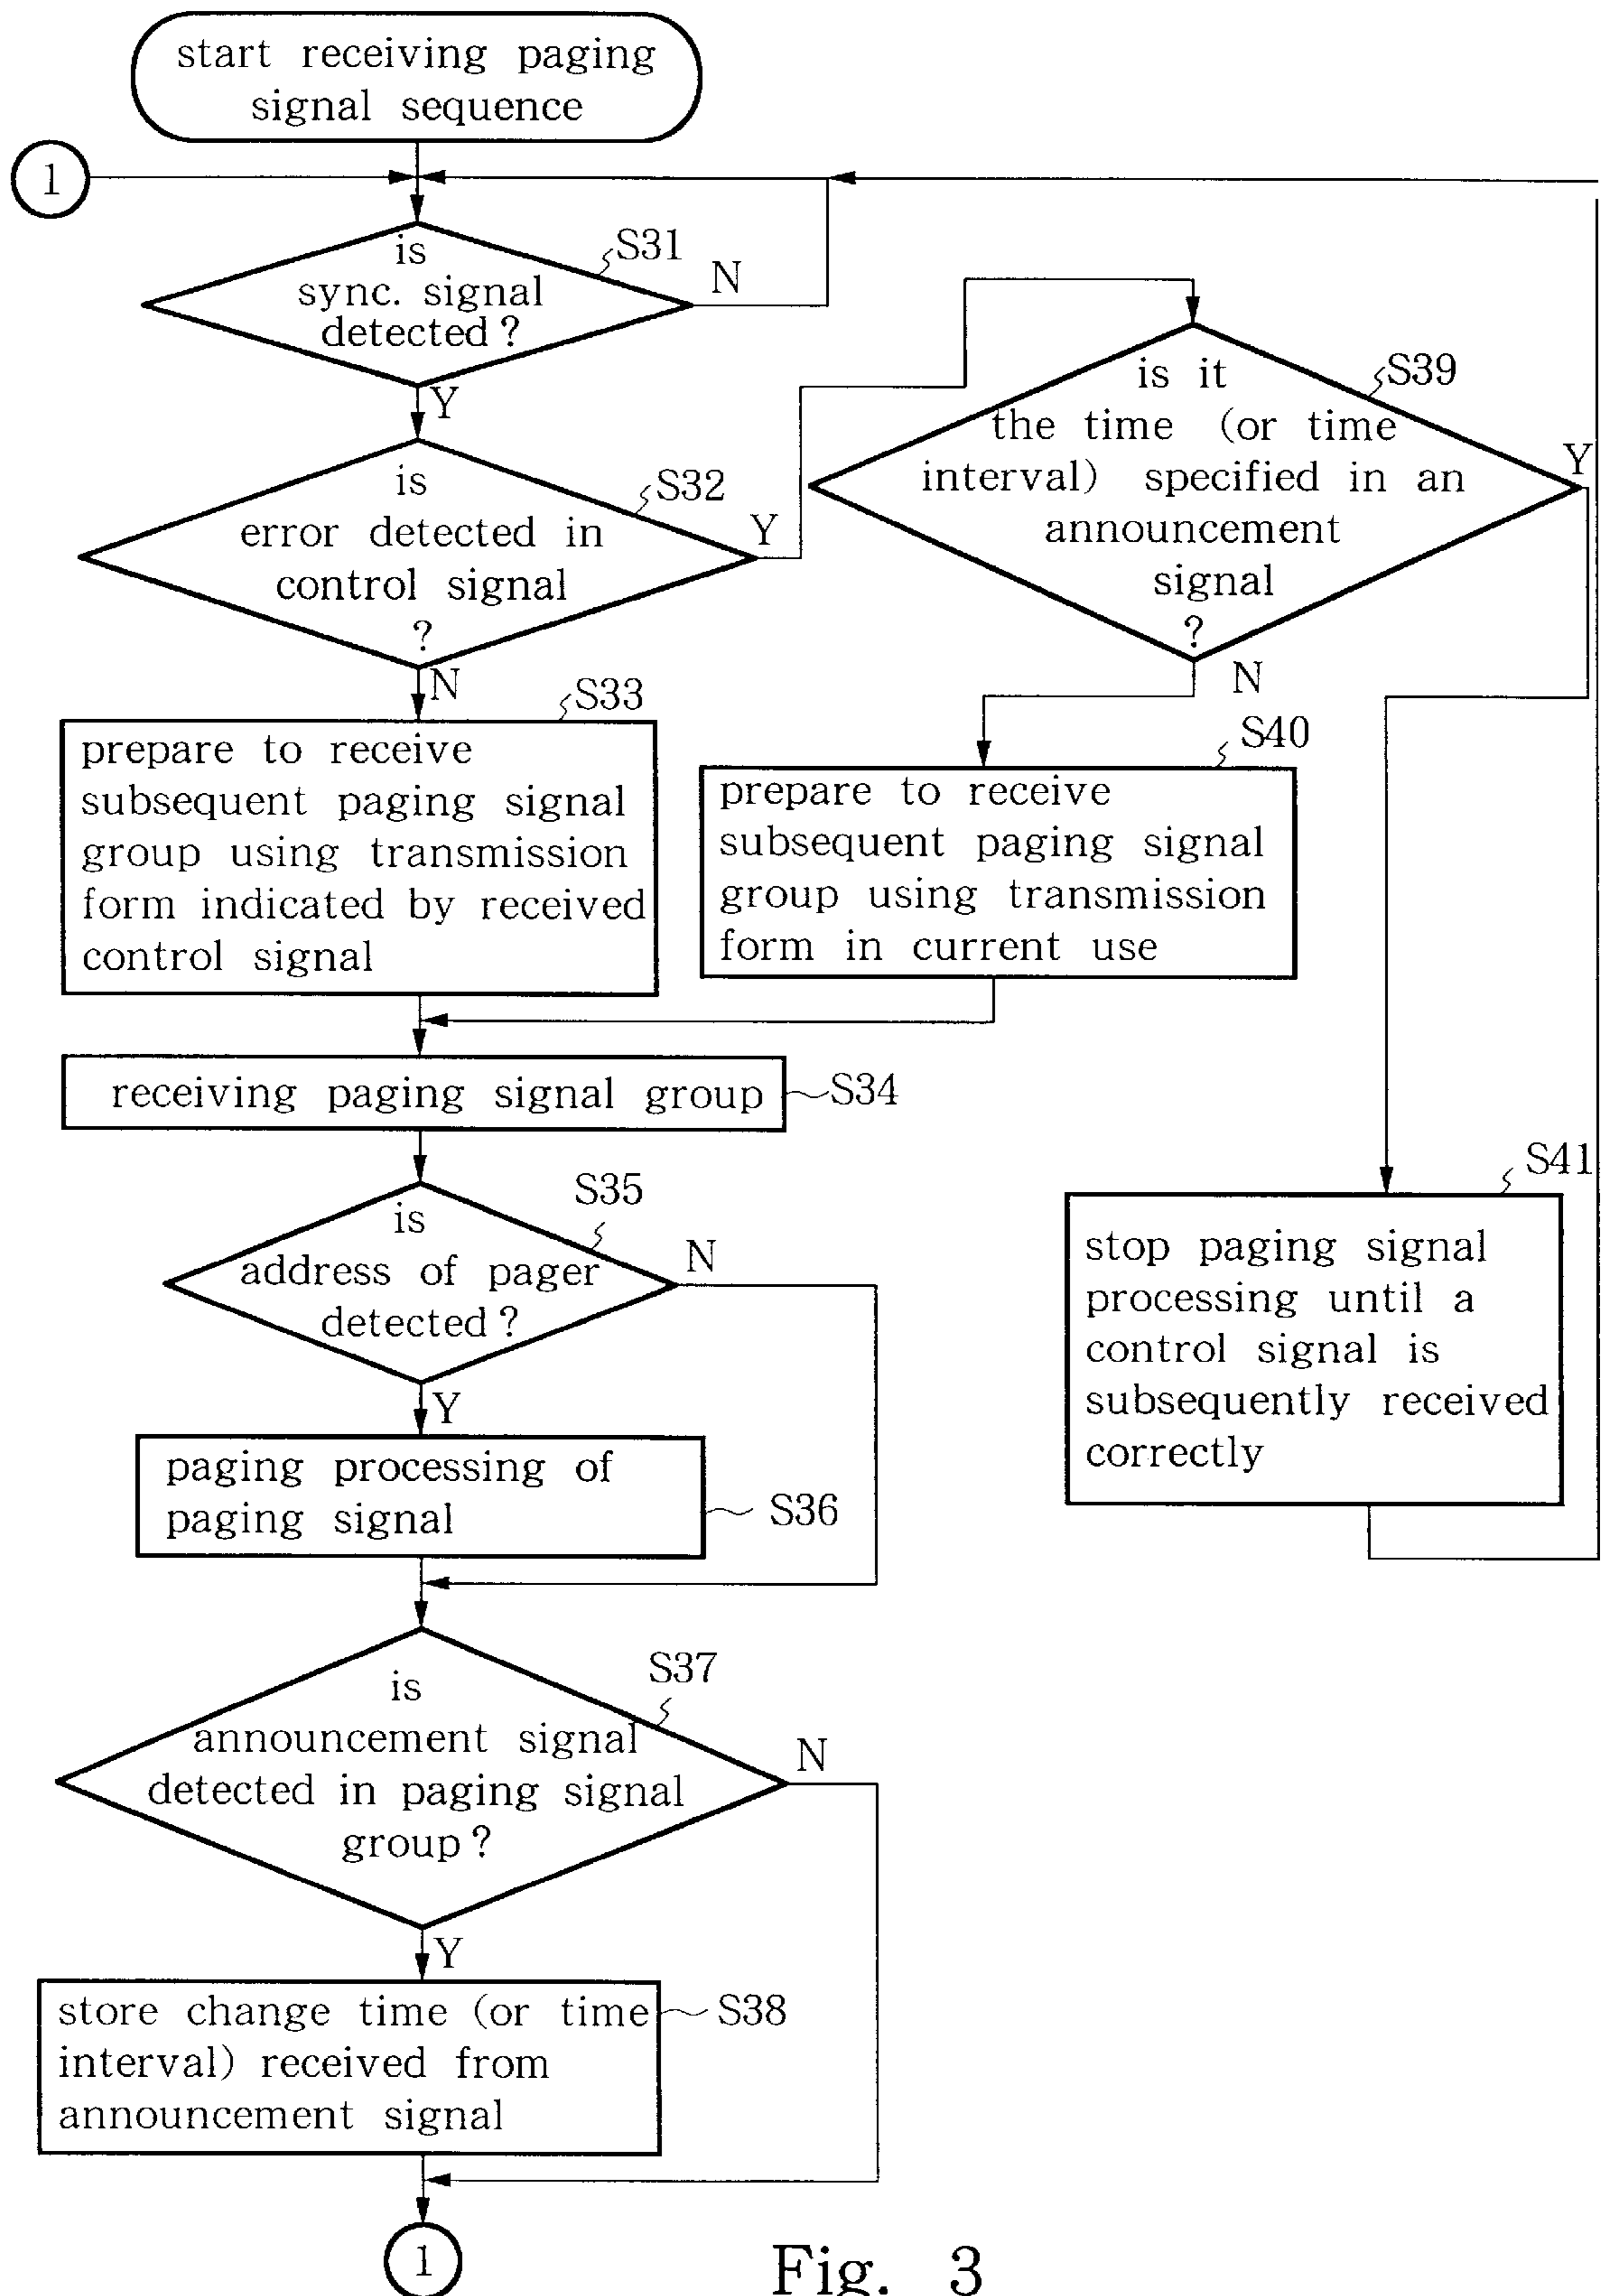 start receiving paging
signal sequence
1
is
sync. signal
detected?
S31
N
Y
is
error detected in
control signal
?
S32
Y
N
is it
the time (or time
interval) specified in an
announcement
signal
?
S39
Y
N
S33
prepare to receive
subsequent paging signal
group using transmission
form indicated by received
control signal
S40
prepare to receive
subsequent paging signal
group using transmission
form in current use
receiving paging signal group
S34
S35
is
address of pager
detected?
N
Y
S41
stop paging signal
processing until a
control signal is
subsequently received
correctly
paging processing of
paging signal
S36
S37
is
announcement signal
detected in paging signal
group?
N
Y
store change time (or time
interval) received from
announcement signal
S38
1
Fig. 3